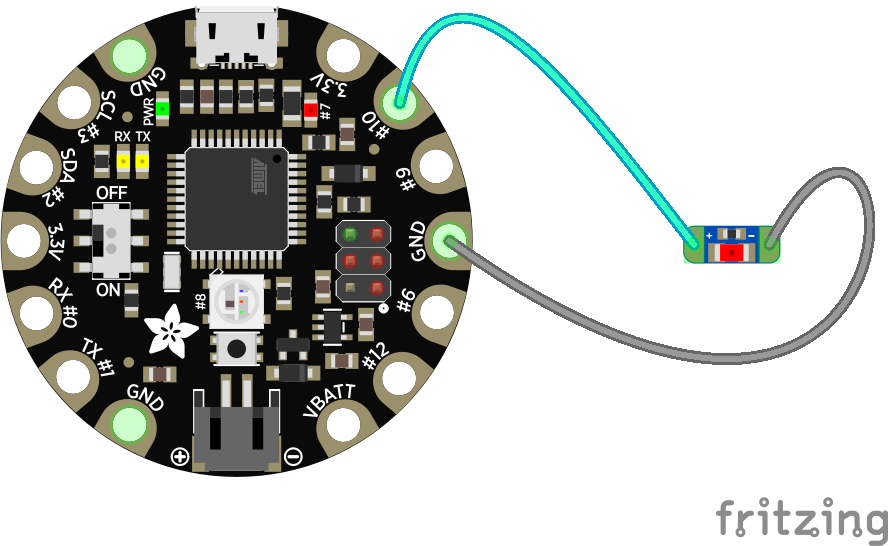 GND
3.3V
SCL #3
PWR
#7
#10
RX TX
SDA #2
ATMEL
#9
OFF
3.3V
GND
ON
#8
RX #0
#6
TX #1
#12
GND
VBATT
+ -
+ -
fritzing